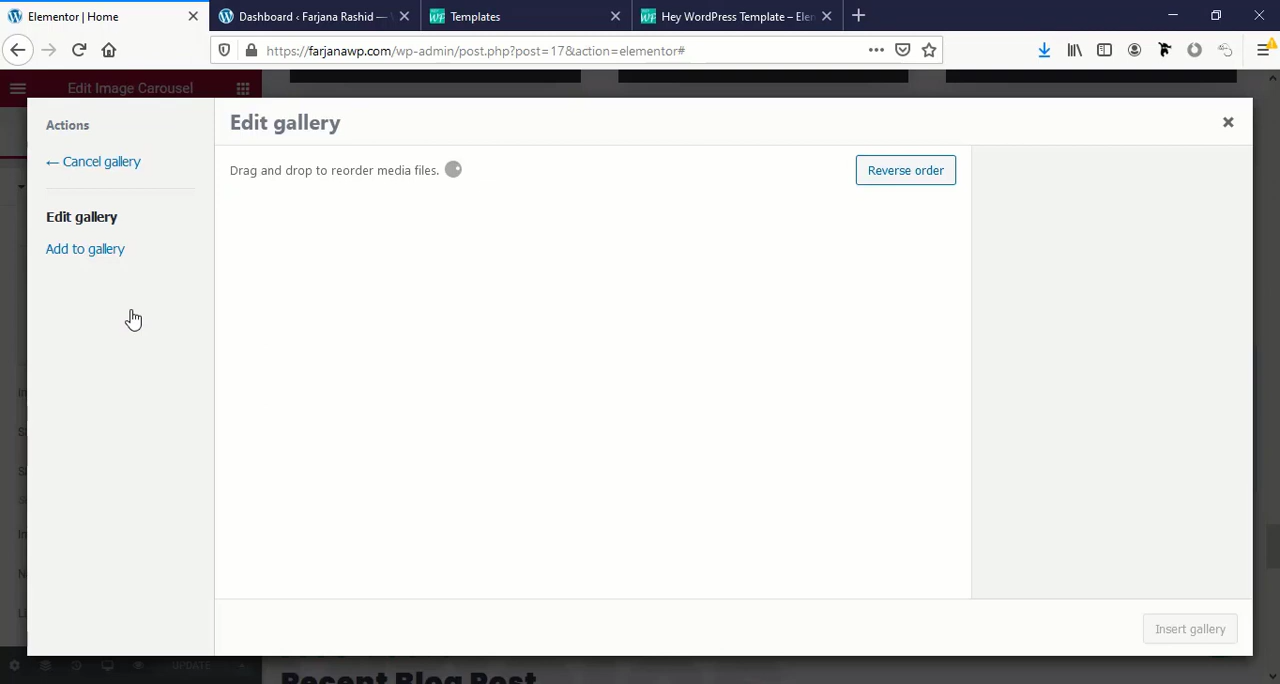 Elementor | Home
Dashboard ‹ Farjana Rashid —
Templates
Hey WordPress Template – Elen
https://farjanawp.com/wp-admin/post.php?post=17&action=elementor#
Edit Image Carousel
Actions
Edit gallery
← Cancel gallery
Drag and drop to reorder media files.
Reverse order
Edit gallery
Add to gallery
Insert gallery
UPDATE
Recent Blog Post